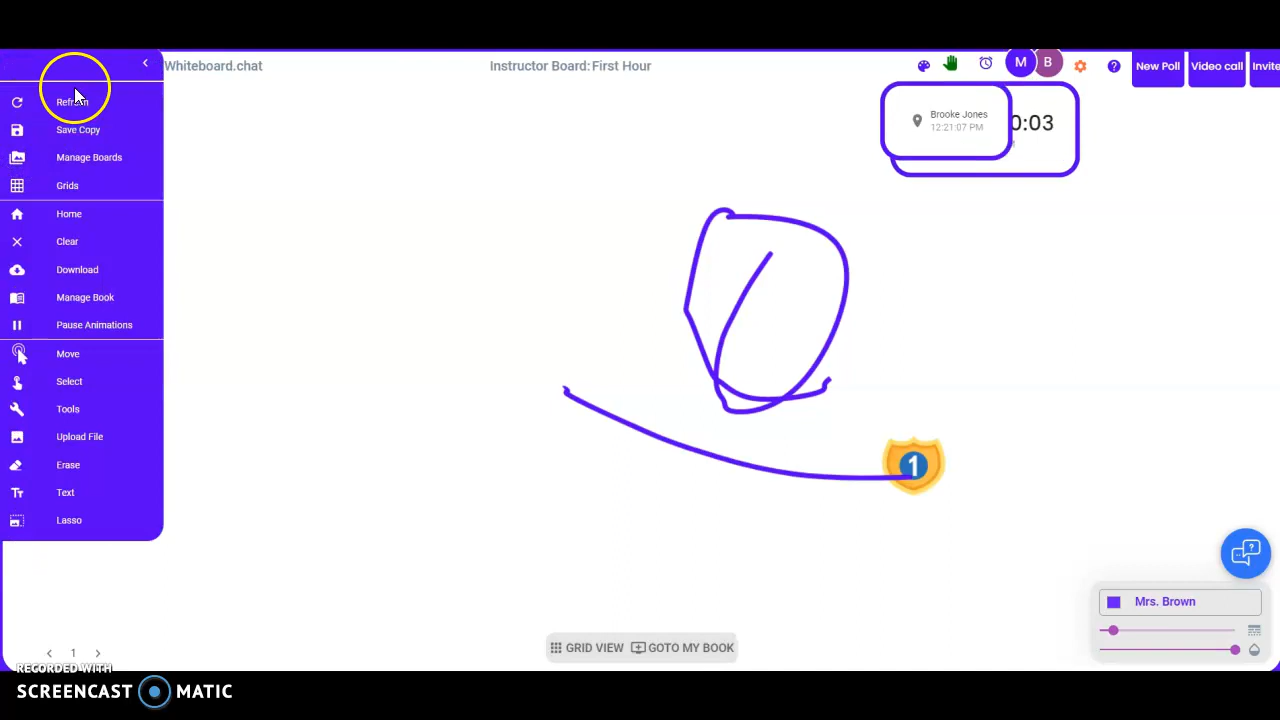 Whiteboard.chat
Instructor Board: First Hour
M
B
New Poll
Video call
Invite
Refresh
Save Copy
Manage Boards
Grids
Home
Clear
Download
Manage Book
Pause Animations
Move
Select
Tools
Upload File
Erase
Text
Lasso
Brooke Jones
12:21:07 PM
0:03
1
Mrs. Brown
GRID VIEW
GOTO MY BOOK
1
RECORDED WITH
SCREENCAST MATIC